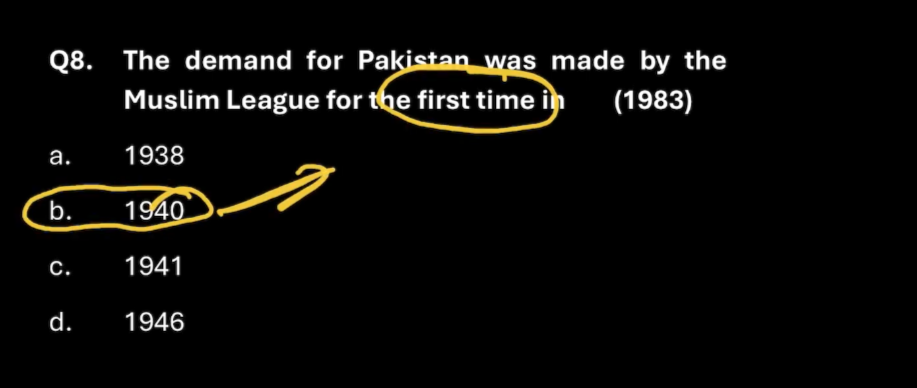 Q8. The demand for Pakistan was made by the
Muslim League for the first time in (1983)
a. 1938
b. 1940
c. 1941
d. 1946